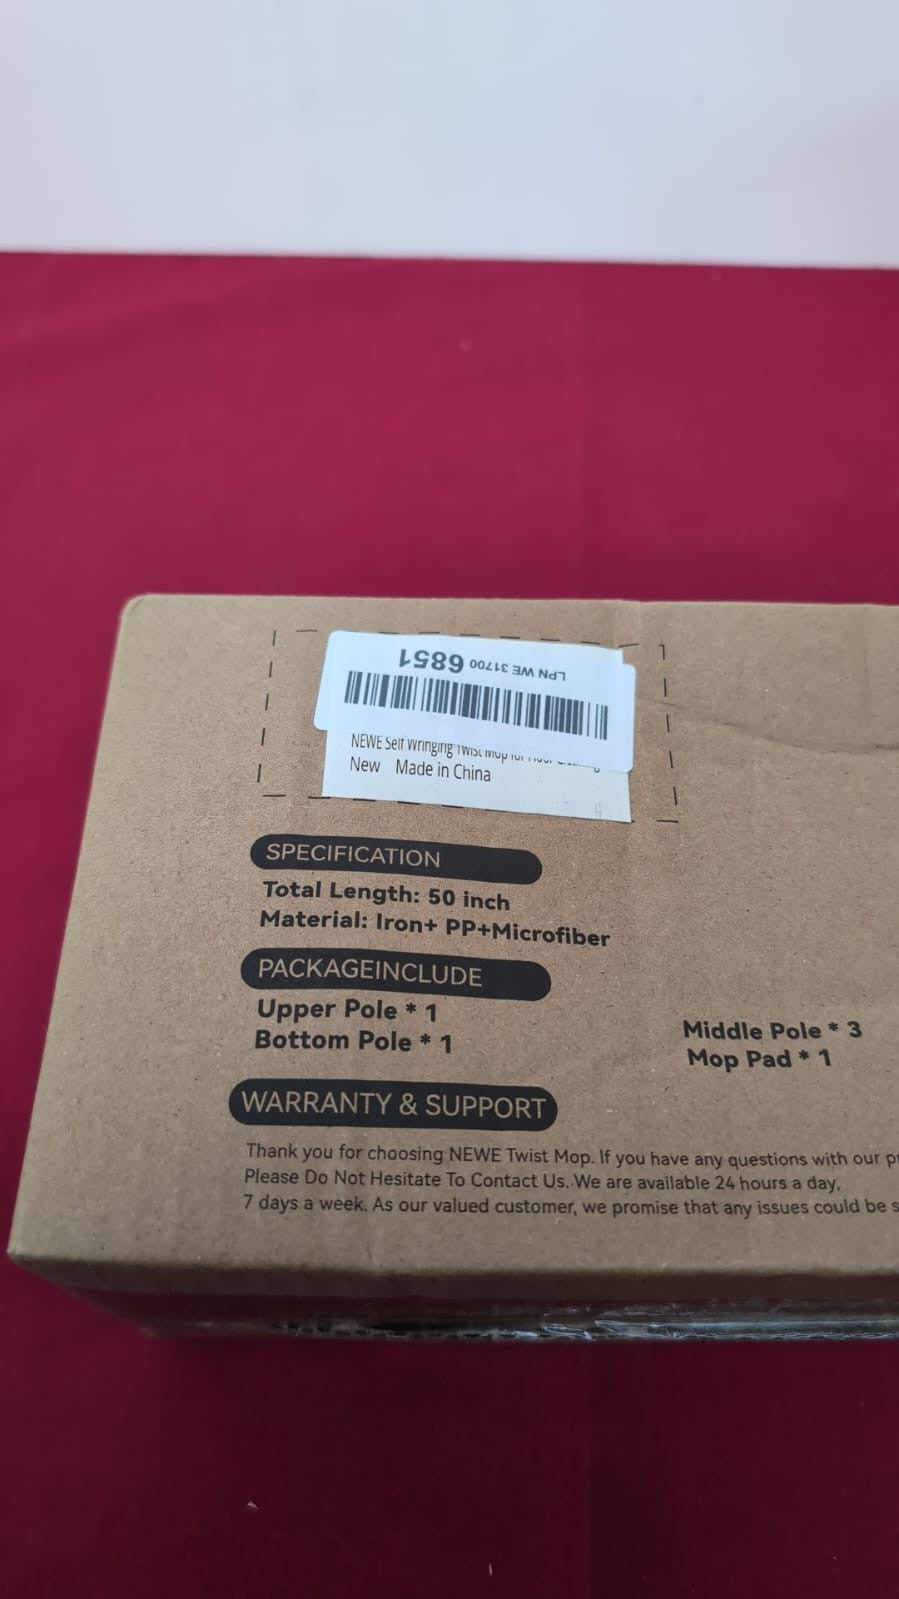 LPN WE 31700 6851
NEWE Self Wringing Twist Mop for Floor Cleaning
New Made in China
SPECIFICATION
Total Length: 50 inch
Material: Iron+ PP+Microfiber
PACKAGEINCLUDE
Upper Pole * 1
Middle Pole * 3
Bottom Pole * 1
Mop Pad * 1
WARRANTY & SUPPORT
Thank you for choosing NEWE Twist Mop. If you have any questions with our
Please Do Not Hesitate To Contact Us. We are available 24 hours a day,
7 days a week. As our valued customer, we promise that any issues could be